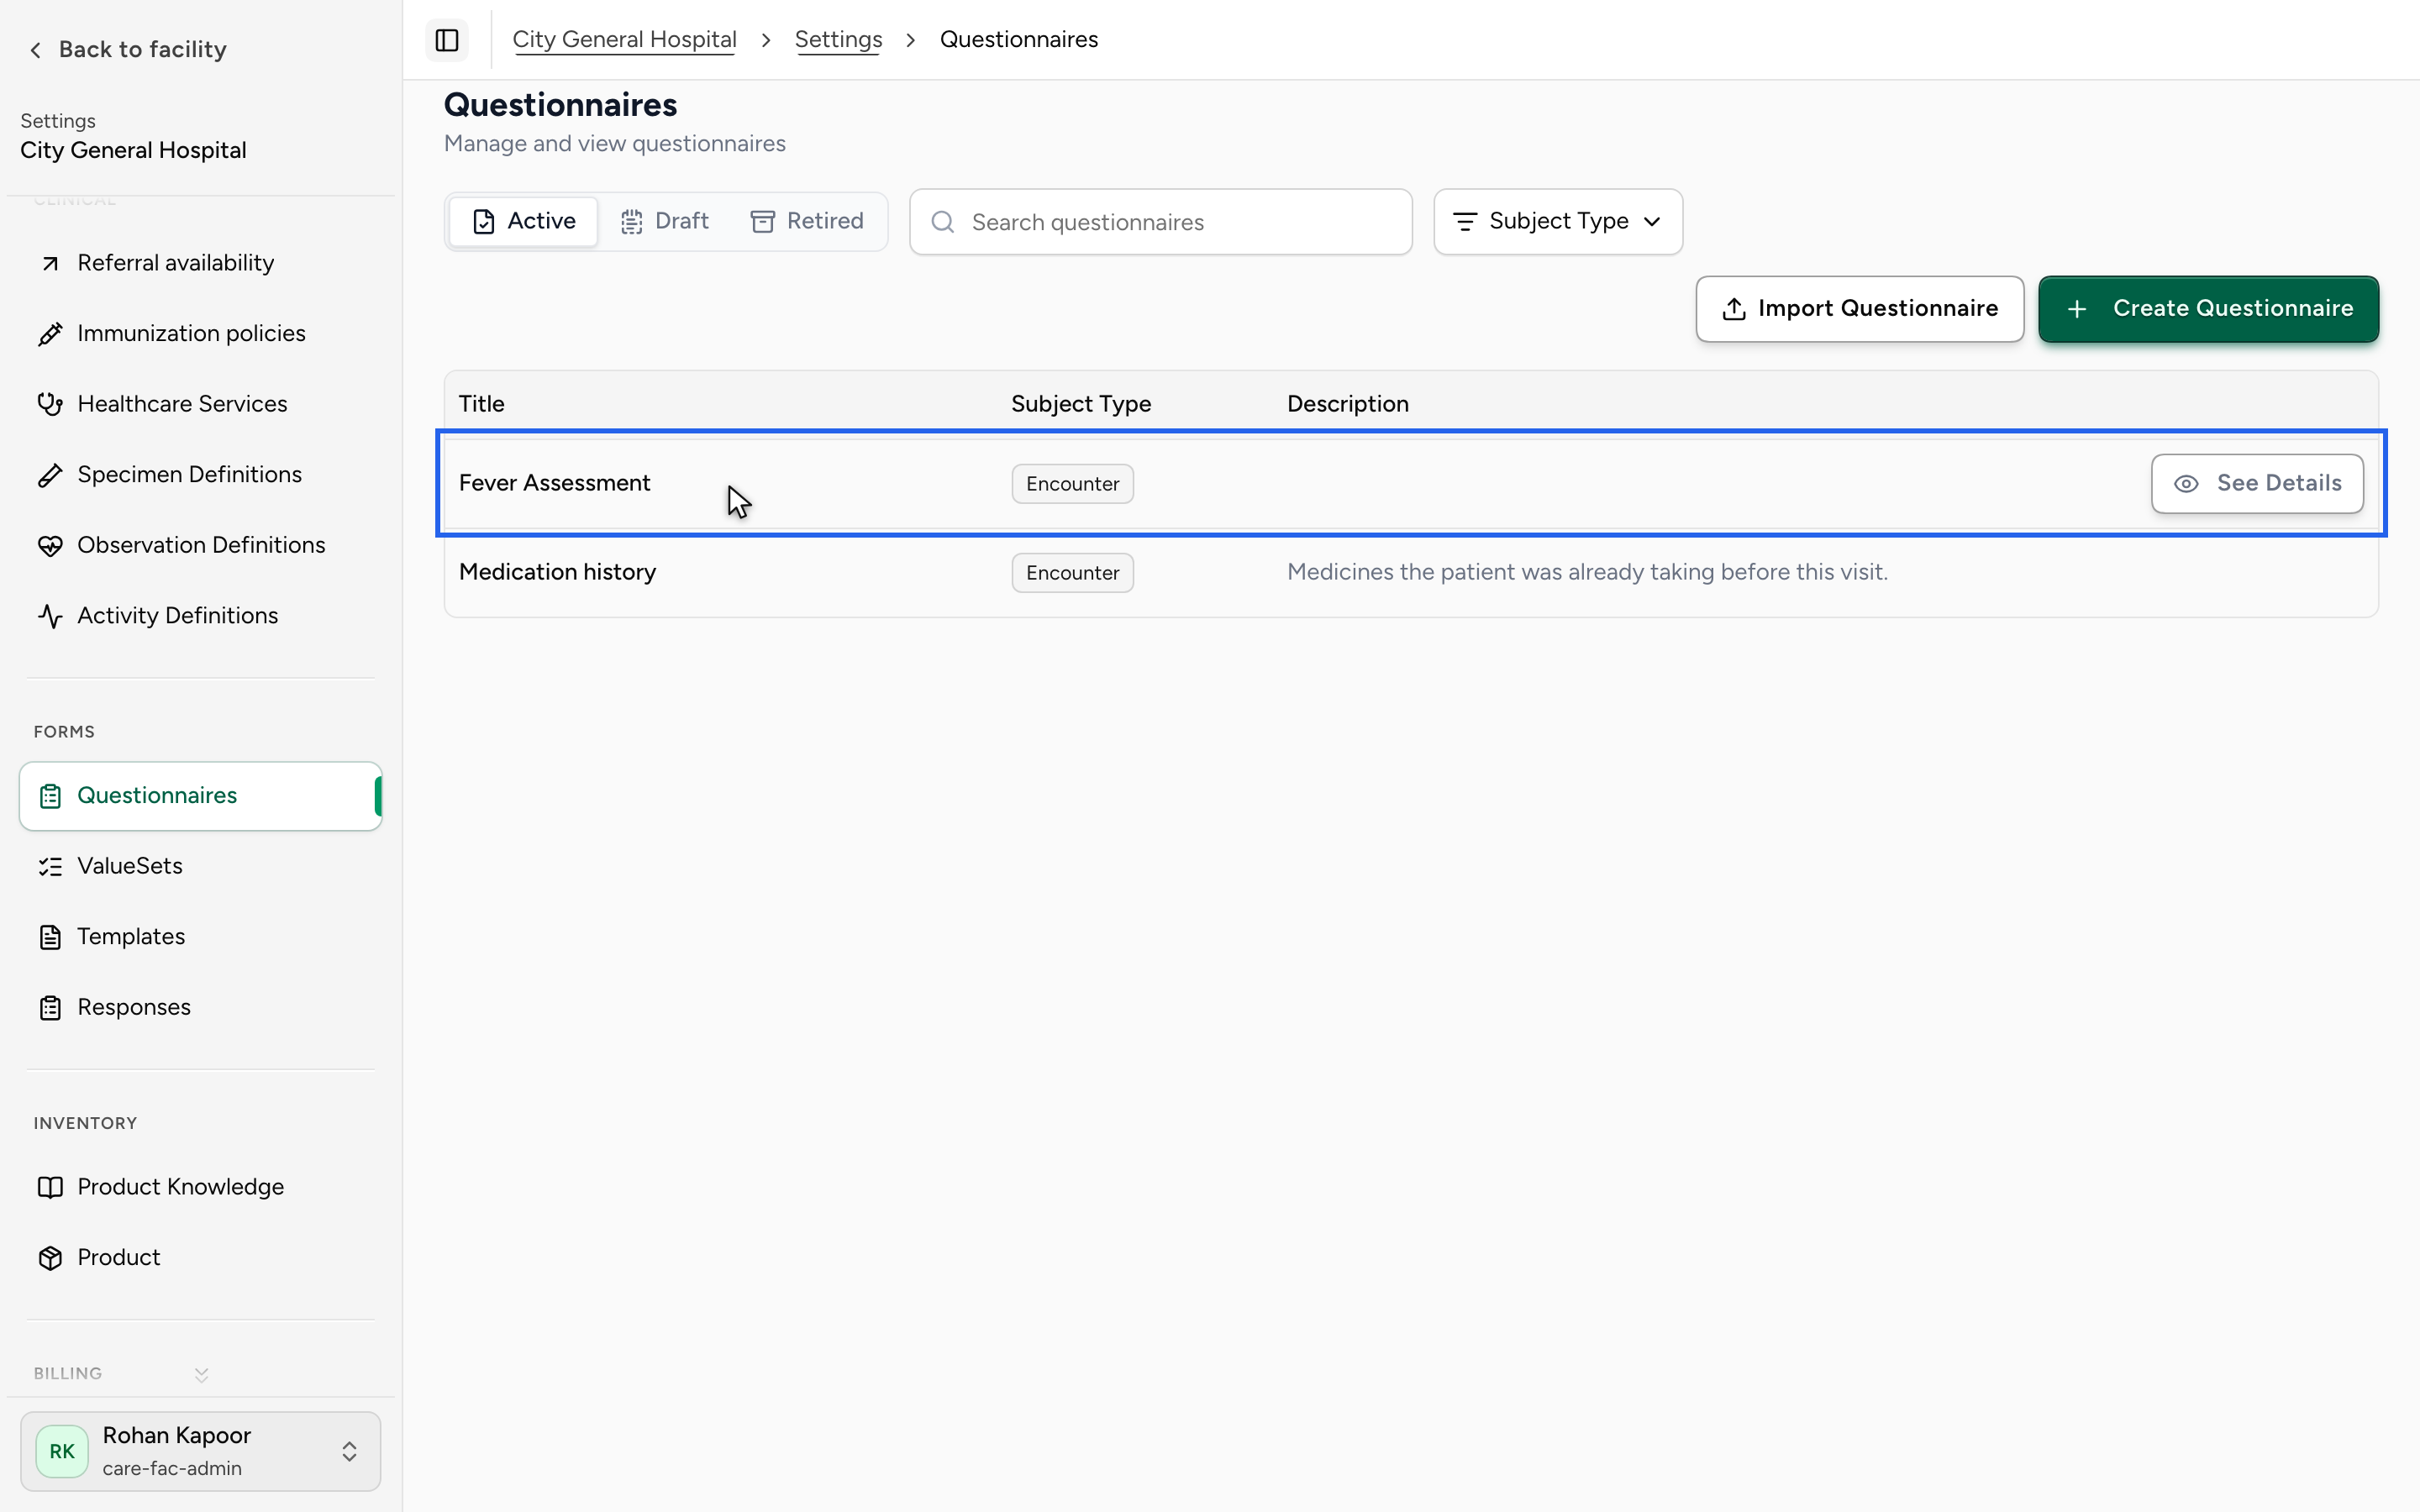 Back to facility
Settings
City General Hospital
CLINICAL
Referral availability
Immunization policies
Healthcare Services
Specimen Definitions
Observation Definitions
Activity Definitions
FORMS
Questionnaires
ValueSets
Templates
Responses
INVENTORY
Product Knowledge
Product
BILLING
RK
Rohan Kapoor
care-fac-admin
City General Hospital > Settings > Questionnaires
Questionnaires
Manage and view questionnaires
Active Draft Retired Search questionnaires Subject Type
Import Questionnaire + Create Questionnaire
Title Subject Type Description
Fever Assessment Encounter See Details
Medication history Encounter Medicines the patient was already taking before this visit.